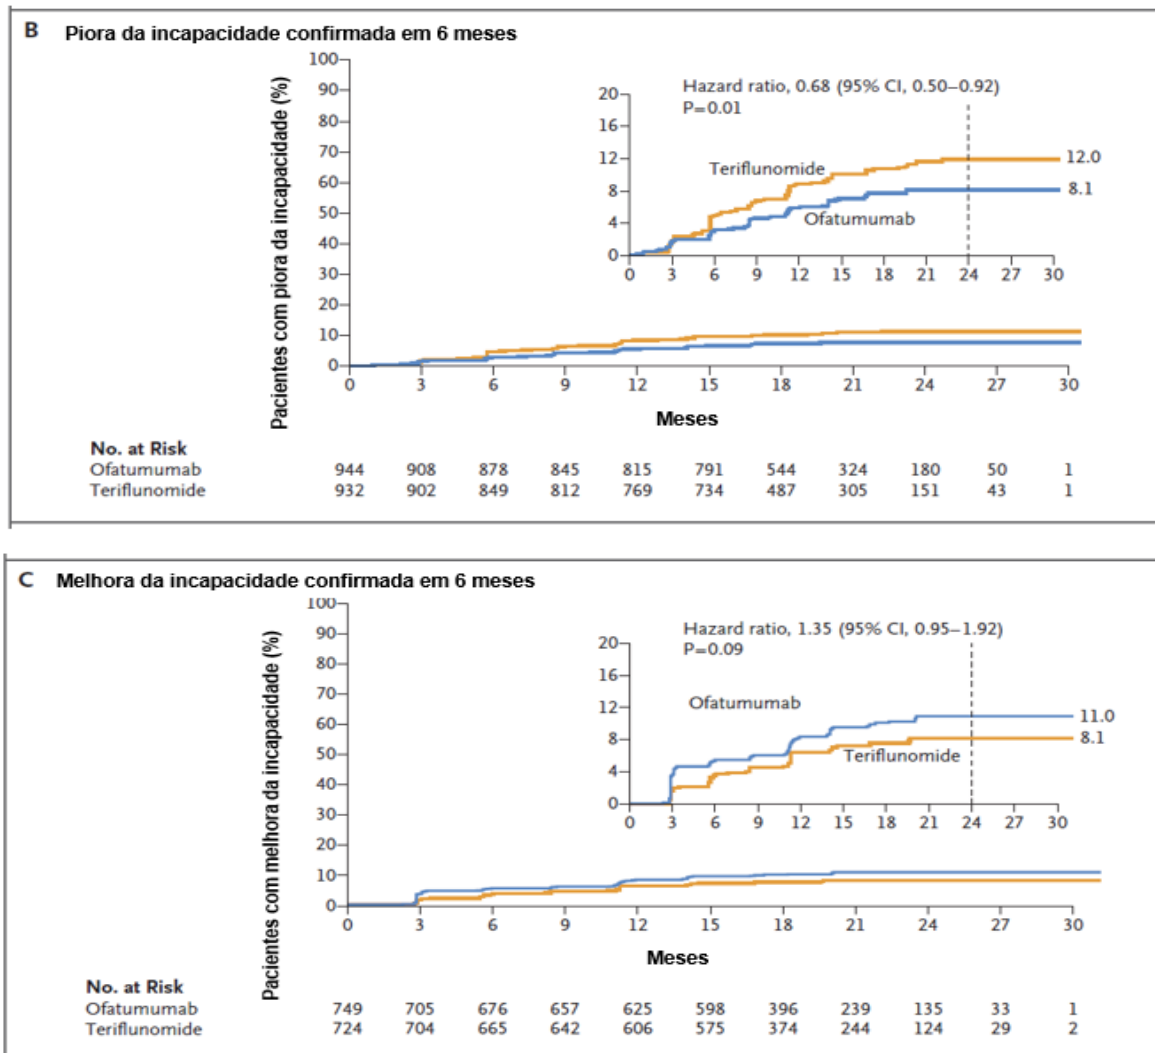 B Piora da incapacidade confirmada em 6 meses
Pacientes com piora da incapacidade (%)
100
90
80
70
60
50
40
30
20
10
0
0 3 6 9 12 15 18 21 24 27 30
Meses
Hazard ratio, 0.68 (95% CI, 0.50–0.92)
P=0.01
20
16
12
8
4
0
Teriflunomide
Ofatumumab
12.0
8.1
0 3 6 9 12 15 18 21 24 27 30
No. at Risk
Ofatumumab 944 908 878 845 815 791 544 324 180 50 1
Teriflunomide 932 902 849 812 769 734 487 305 151 43 1
C Melhora da incapacidade confirmada em 6 meses
Pacientes com melhora da incapacidade (%)
100
90
80
70
60
50
40
30
20
10
0
0 3 6 9 12 15 18 21 24 27 30
Meses
Hazard ratio, 1.35 (95% CI, 0.95–1.92)
P=0.09
20
16
12
8
4
0
Ofatumumab
Teriflunomide
11.0
8.1
0 3 6 9 12 15 18 21 24 27 30
No. at Risk
Ofatumumab 749 705 676 657 625 598 396 239 135 33 1
Teriflunomide 724 704 665 642 606 575 374 244 124 29 2